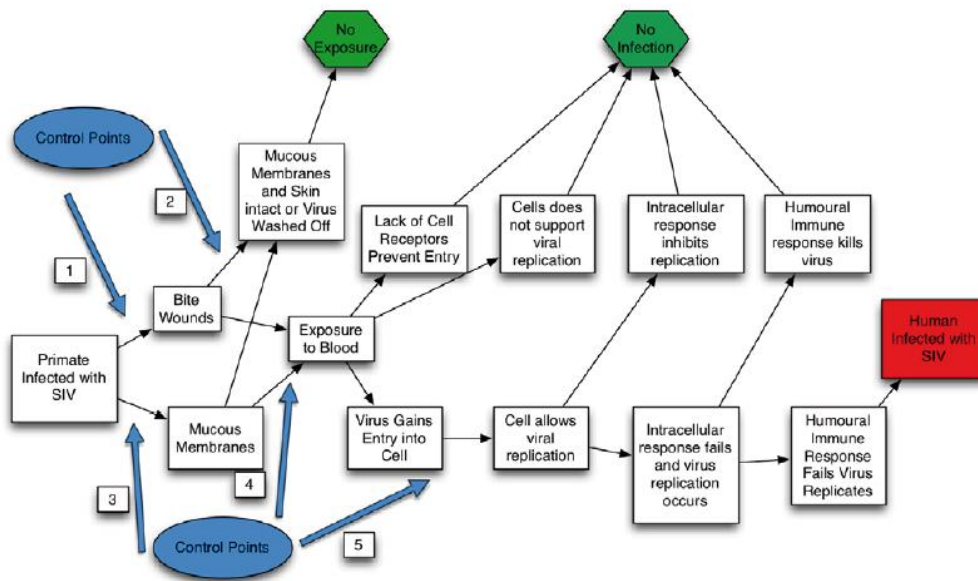 No
Exposure
No
Infection
Control Points
2
Mucous
Membranes
and Skin
intact or Virus
Washed Off
Lack of Cell
Receptors
Prevent Entry
Cells does
not support
viral
replication
Intracellular
response
inhibits
replication
Humoural
Immune
response kills
virus
1
Bite
Wounds
Exposure
to Blood
Human
Infected with
SIV
Primate
Infected with
SIV
Mucous
Membranes
Virus Gains
Entry into
Cell
Cell allows
viral
replication
Intracellular
response fails
and virus
replication
occurs
Humoural
Immune
Response
Fails Virus
Replicates
3
4
Control Points
5